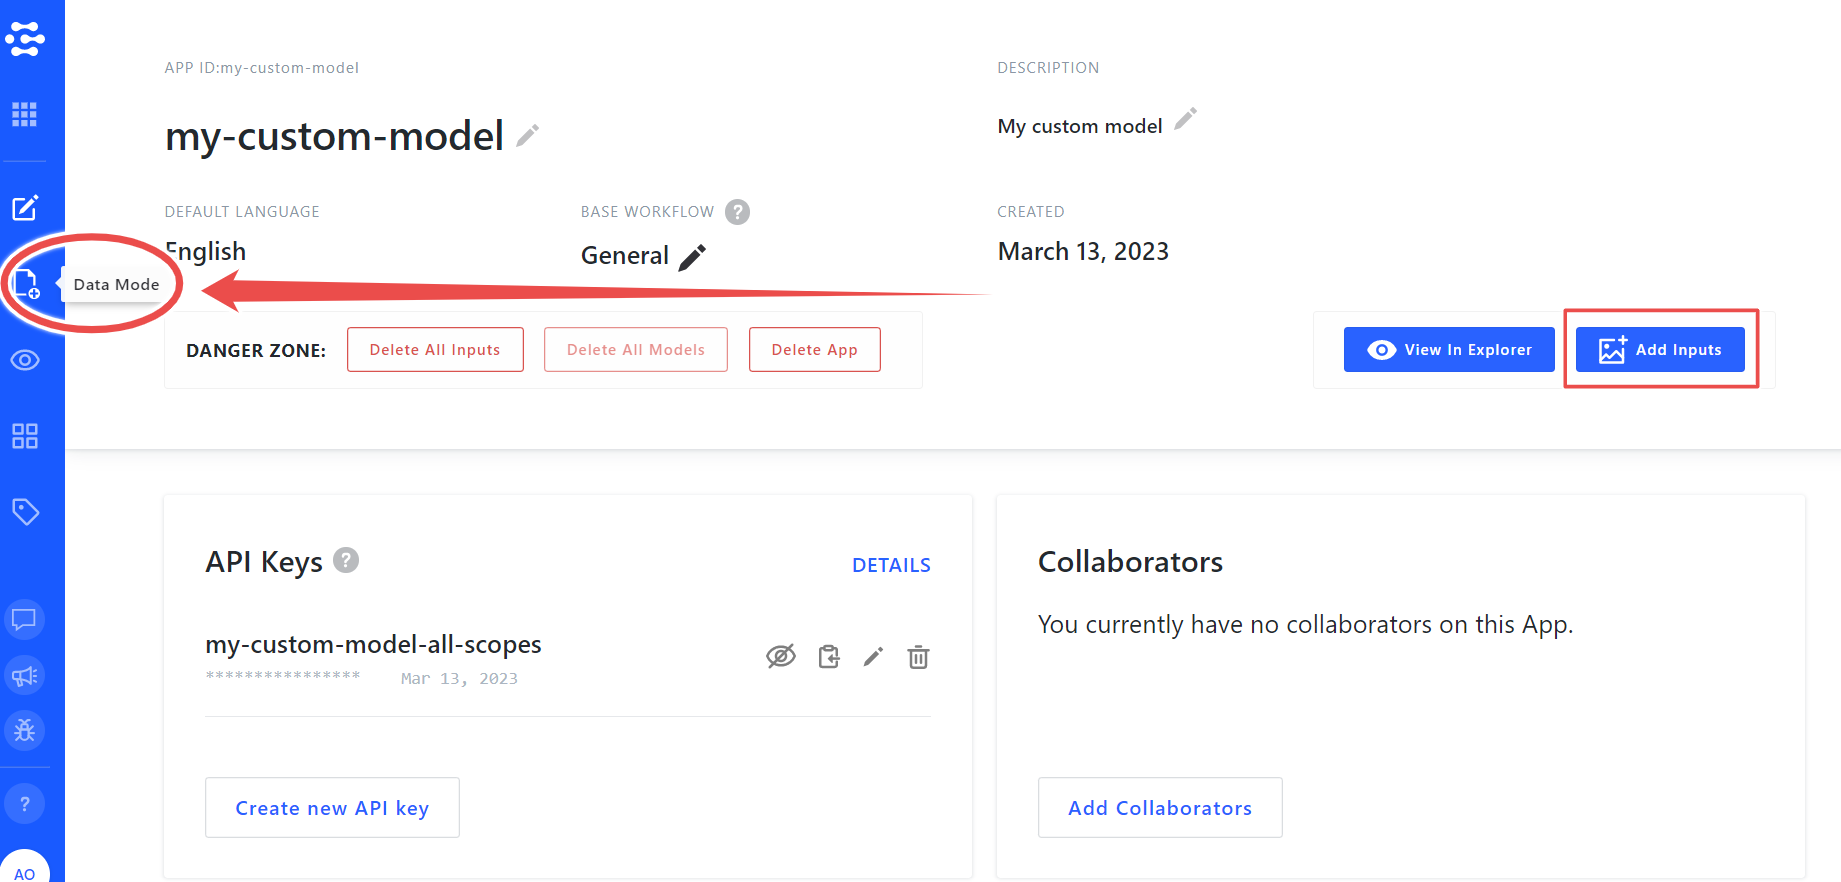 APP ID:my-custom-model
DESCRIPTION
my-custom-model
My custom model
DEFAULT LANGUAGE
BASE WORKFLOW ?
CREATED
English
General
March 13, 2023
Data Mode
DANGER ZONE: Delete All Inputs Delete All Models Delete App
View In Explorer Add Inputs
API Keys ?
DETAILS
my-custom-model-all-scopes
**************** Mar 13, 2023
Create new API key
Collaborators
You currently have no collaborators on this App.
Add Collaborators
?
AO